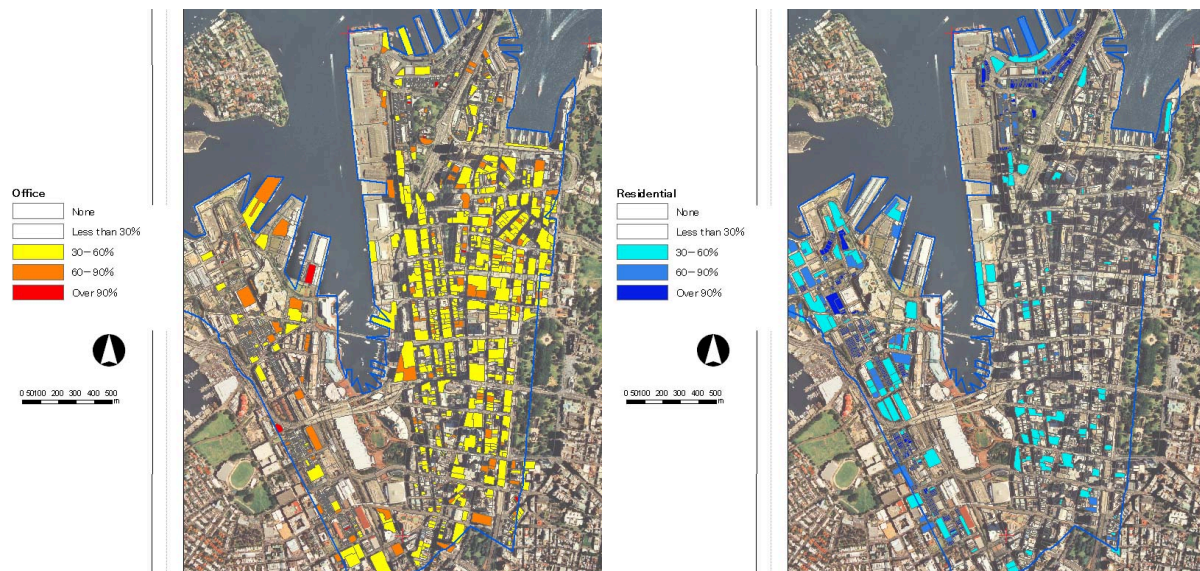 Office
None
Less than 30%
30-60%
60-90%
Over 90%
0 50100 200 300 400 500
m
Residential
None
Less than 30%
30-60%
60-90%
Over 90%
0 50100 200 300 400 500
m